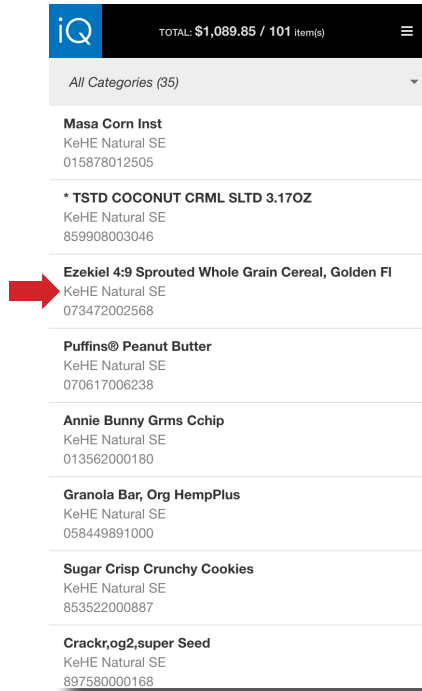 iQ
TOTAL: $1,089.85 / 101 item(s)
All Categories (35)
Masa Corn Inst
KeHE Natural SE
015878012505
* TSTD COCONUT CRML SLTD 3.17OZ
KeHE Natural SE
859908003046
Ezekiel 4:9 Sprouted Whole Grain Cereal, Golden Fl
KeHE Natural SE
073472002568
Puffins® Peanut Butter
KeHE Natural SE
070617006238
Annie Bunny Grms Cchip
KeHE Natural SE
013562000180
Granola Bar, Org HempPlus
KeHE Natural SE
058449891000
Sugar Crisp Crunchy Cookies
KeHE Natural SE
853522000887
Crackr,og2,super Seed
KeHE Natural SE
897580000168